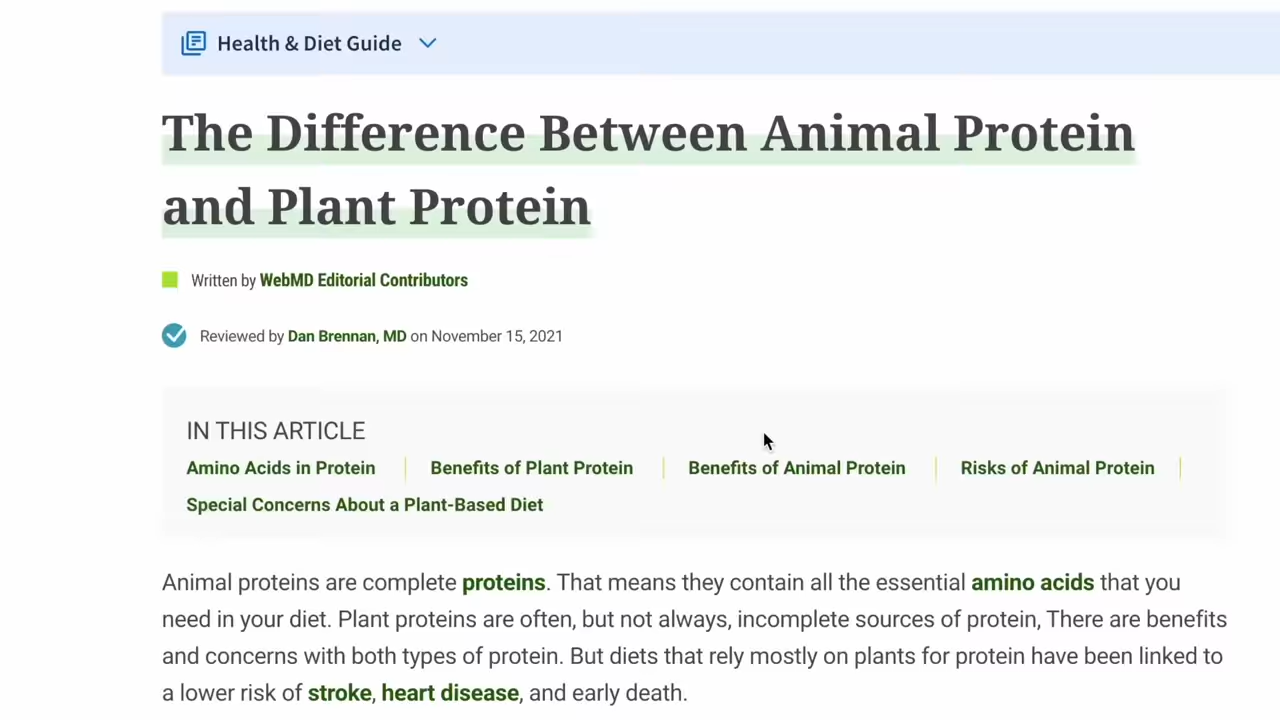 Health & Diet Guide
The Difference Between Animal Protein
and Plant Protein
Written by WebMD Editorial Contributors
Reviewed by Dan Brennan, MD on November 15, 2021
IN THIS ARTICLE
Amino Acids in Protein Benefits of Plant Protein Benefits of Animal Protein Risks of Animal Protein
Special Concerns About a Plant-Based Diet
Animal proteins are complete proteins. That means they contain all the essential amino acids that you
need in your diet. Plant proteins are often, but not always, incomplete sources of protein, There are benefits
and concerns with both types of protein. But diets that rely mostly on plants for protein have been linked to
a lower risk of stroke, heart disease, and early death.